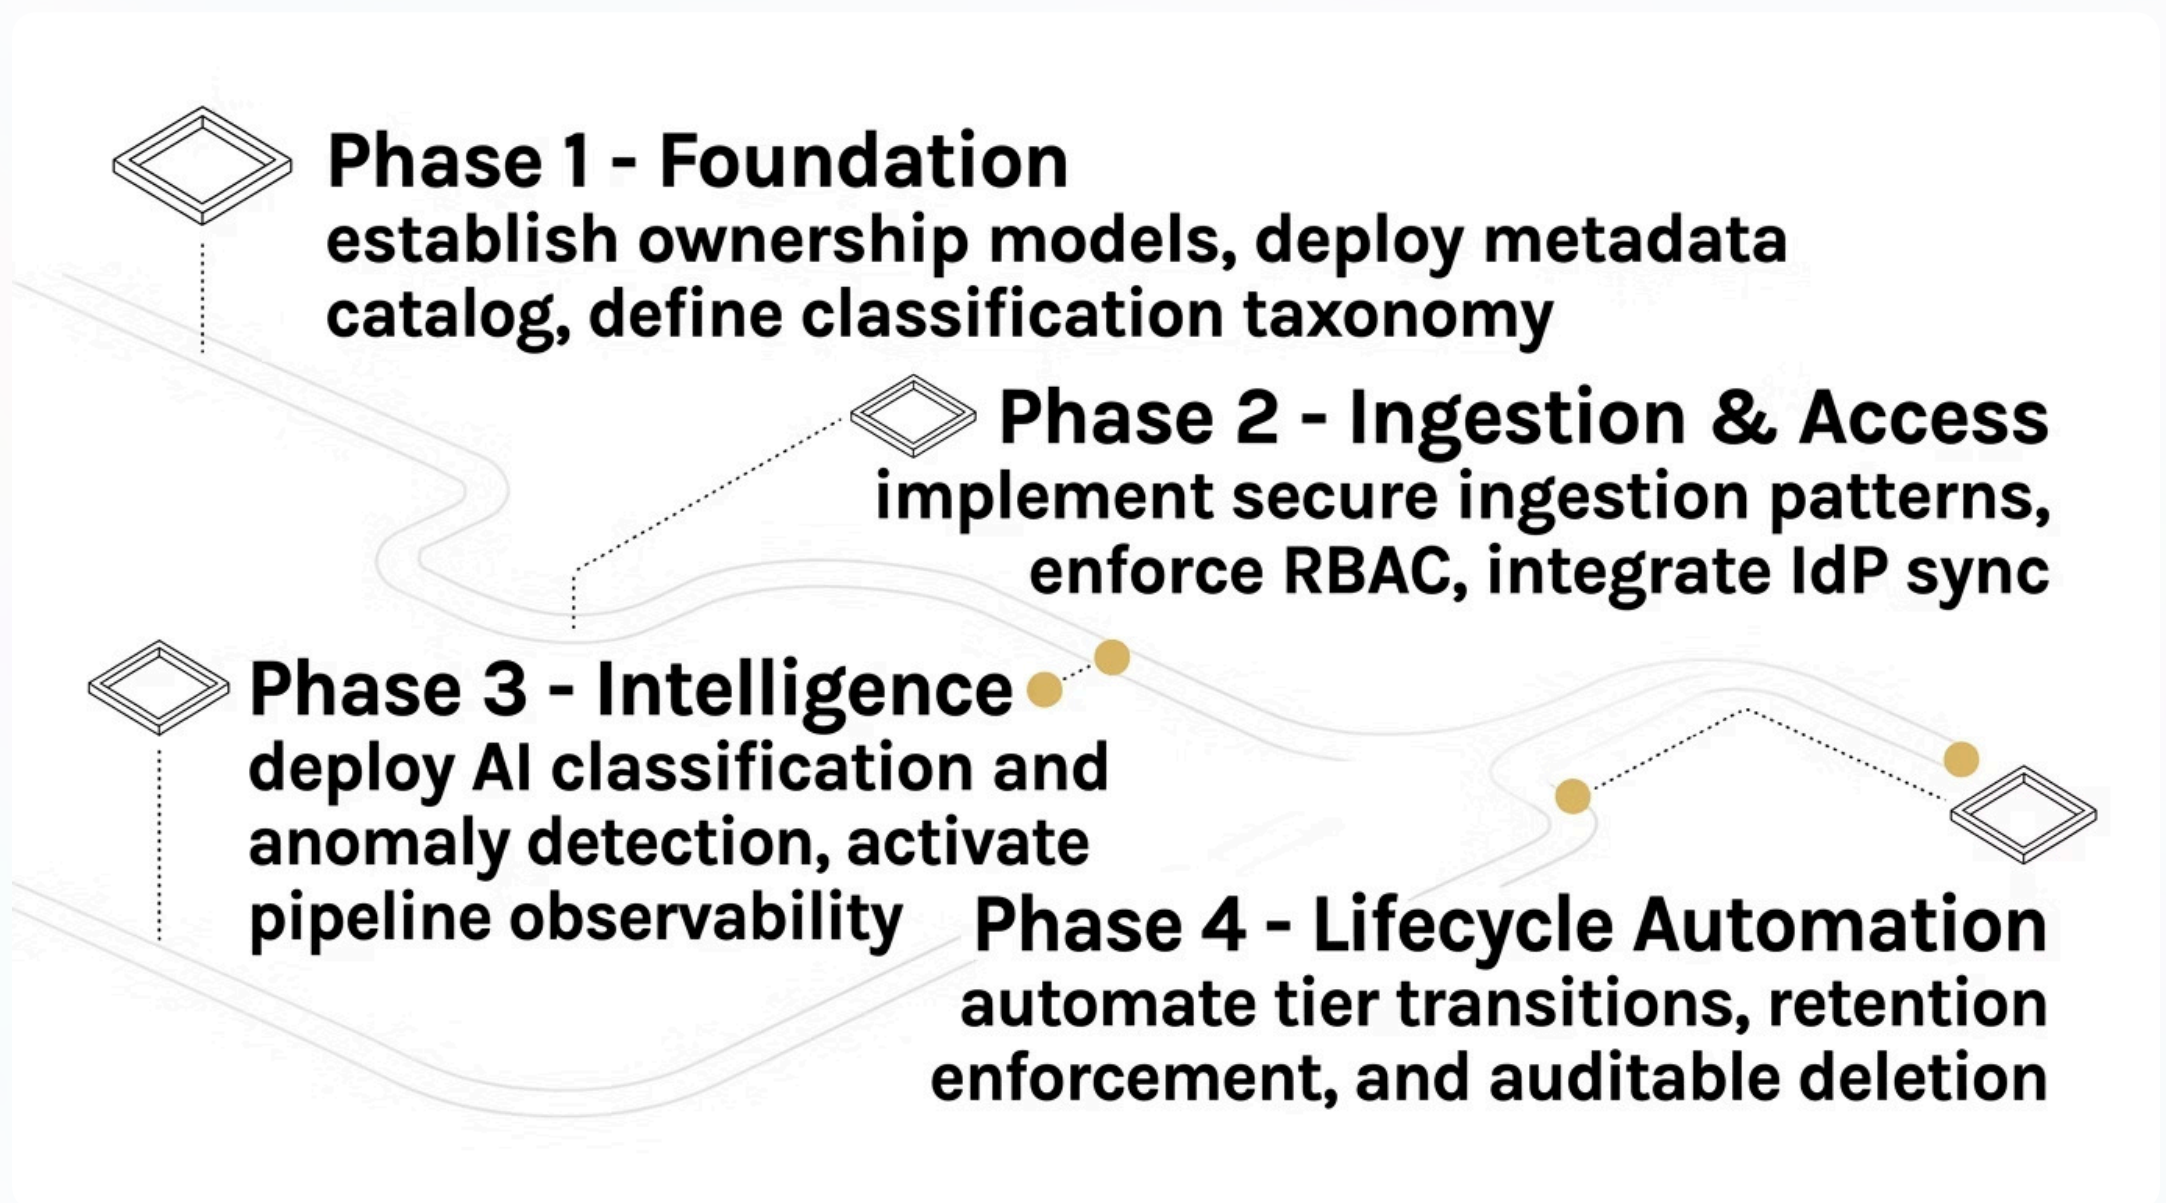 Phase 1 - Foundation
establish ownership models, deploy metadata
catalog, define classification taxonomy
Phase 2 - Ingestion & Access
implement secure ingestion patterns,
enforce RBAC, integrate IdP sync
Phase 3 - Intelligence
deploy AI classification and
anomaly detection, activate
pipeline observability
Phase 4 - Lifecycle Automation
automate tier transitions, retention
enforcement, and auditable deletion